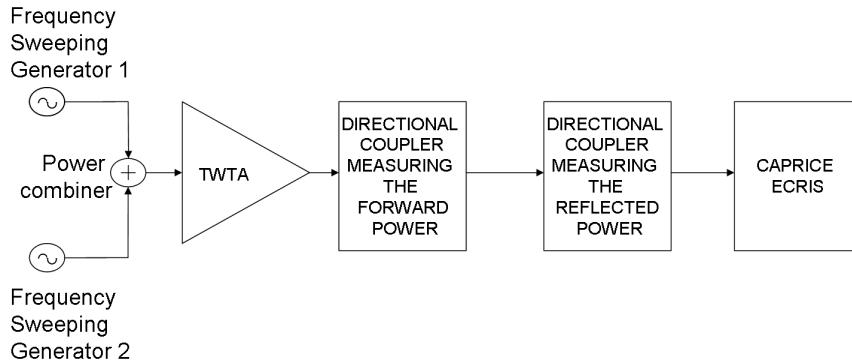 Frequency
Sweeping
Generator 1
Power
combiner
+
TWTA
DIRECTIONAL
COUPLER
MEASURING
THE
FORWARD
POWER
DIRECTIONAL
COUPLER
MEASURING
THE
REFLECTED
POWER
CAPRICE
ECRIS
Frequency
Sweeping
Generator 2